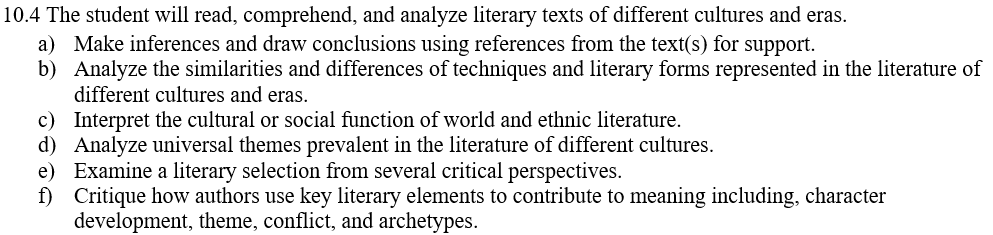 10.4 The student will read, comprehend, and analyze literary texts of different cultures and eras.
a) Make inferences and draw conclusions using references from the text(s) for support.
b) Analyze the similarities and differences of techniques and literary forms represented in the literature of
different cultures and eras.
c) Interpret the cultural or social function of world and ethnic literature.
d) Analyze universal themes prevalent in the literature of different cultures.
e) Examine a literary selection from several critical perspectives.
f) Critique how authors use key literary elements to contribute to meaning including, character
development, theme, conflict, and archetypes.